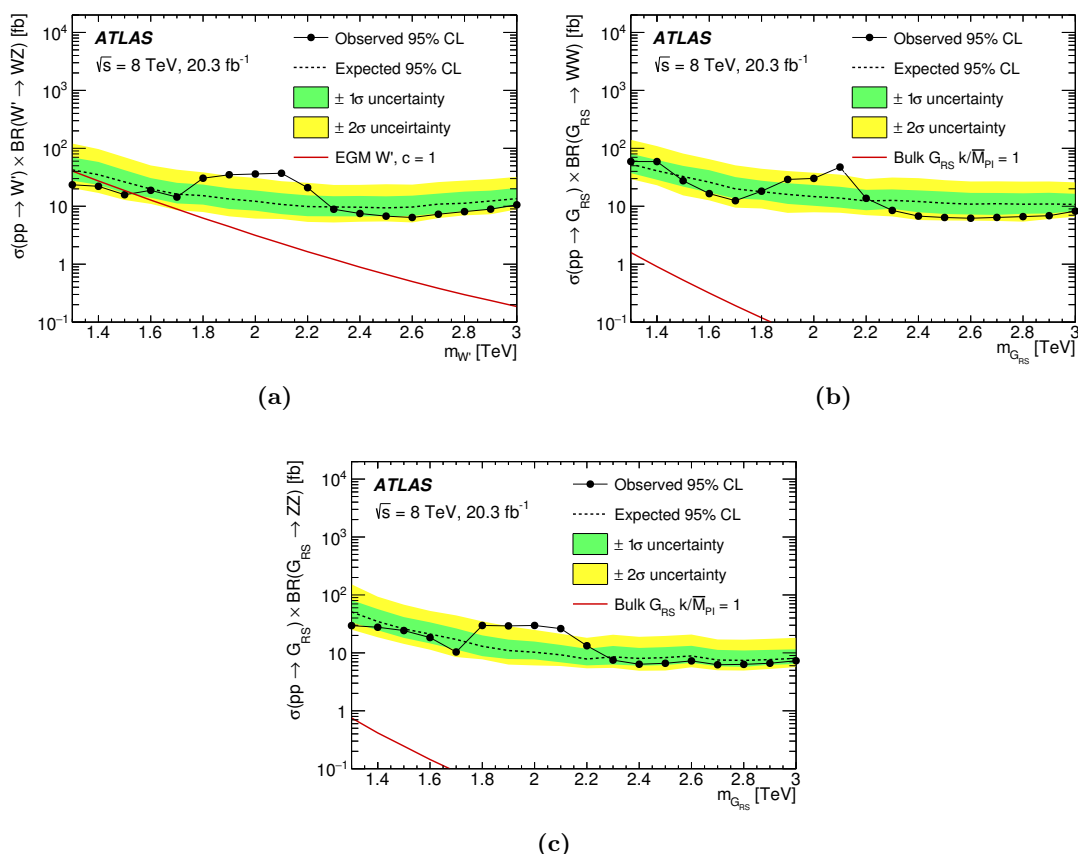 σ(pp → W') × BR(W' → WZ) [fb]
10⁴
10³
10²
10
1
10⁻¹
ATLAS
√s = 8 TeV, 20.3 fb⁻¹
Observed 95% CL
Expected 95% CL
± 1σ uncertainty
± 2σ unceirtainty
EGM W', c = 1
1.4 1.6 1.8 2 2.2 2.4 2.6 2.8 3
m_W' [TeV]
(a)
σ(pp → G_RS) × BR(G_RS → WW) [fb]
10⁴
10³
10²
10
1
10⁻¹
ATLAS
√s = 8 TeV, 20.3 fb⁻¹
Observed 95% CL
Expected 95% CL
± 1σ uncertainty
± 2σ uncertainty
Bulk G_RS k/M̅_PI = 1
1.4 1.6 1.8 2 2.2 2.4 2.6 2.8 3
m_G_RS [TeV]
(b)
σ(pp → G_RS) × BR(G_RS → ZZ) [fb]
10⁴
10³
10²
10
1
10⁻¹
ATLAS
√s = 8 TeV, 20.3 fb⁻¹
Observed 95% CL
Expected 95% CL
± 1σ uncertainty
± 2σ uncertainty
Bulk G_RS k/M̅_PI = 1
1.4 1.6 1.8 2 2.2 2.4 2.6 2.8 3
m_G_RS [TeV]
(c)